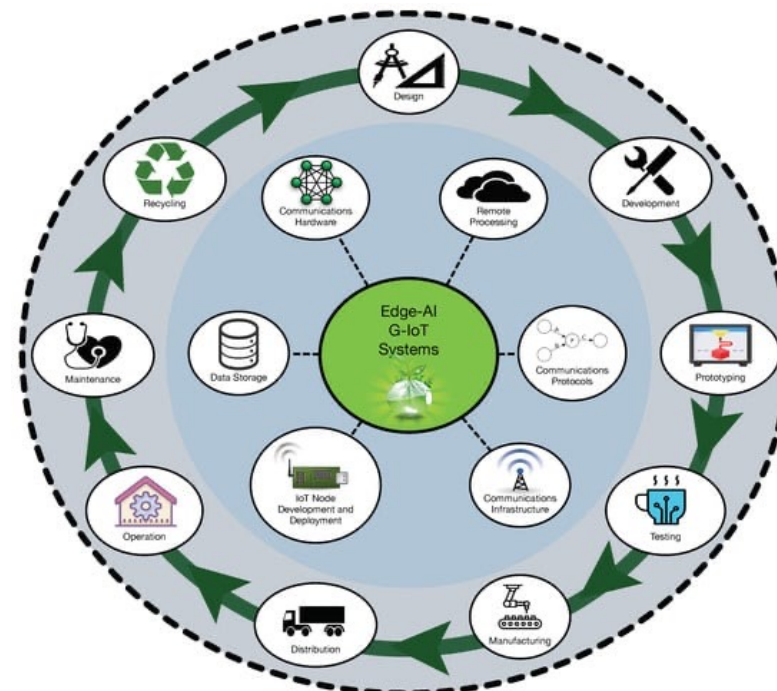 Design
Recycling
Development
Communications
Hardware
Remote
Processing
Edge-AI
G-IoT
Systems
Maintenance
Data Storage
Communications
Protocols
Prototyping
IoT Node
Development and
Deployment
Communications
Infrastructure
Operation
Testing
Distribution
Manufacturing